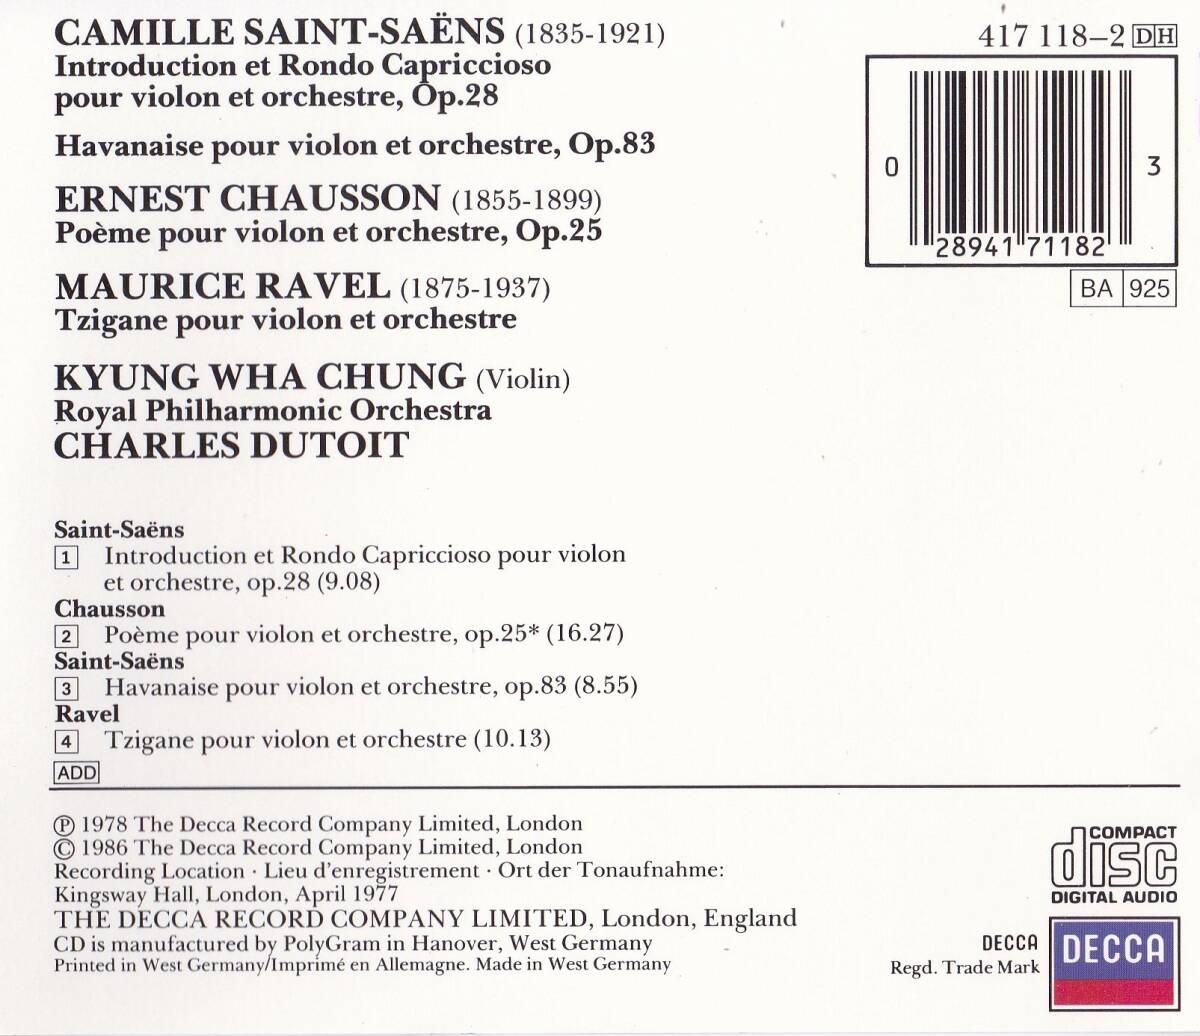 CAMILLE SAINT-SAËNS (1835-1921)
Introduction et Rondo Capriccioso
pour violon et orchestre, Op.28
Havanaise pour violon et orchestre, Op.83
ERNEST CHAUSSON (1855-1899)
Poème pour violon et orchestre, Op.25
MAURICE RAVEL (1875-1937)
Tzigane pour violon et orchestre
KYUNG WHA CHUNG (Violin)
Royal Philharmonic Orchestra
CHARLES DUTOIT
417 118–2 DH
0 28941 71182 3
BA 925
Saint-Saëns
1 Introduction et Rondo Capriccioso pour violon
et orchestre, op.28 (9.08)
Chausson
2 Poème pour violon et orchestre, op.25* (16.27)
Saint-Saëns
3 Havanaise pour violon et orchestre, op.83 (8.55)
Ravel
4 Tzigane pour violon et orchestre (10.13)
ADD
℗ 1978 The Decca Record Company Limited, London
© 1986 The Decca Record Company Limited, London
Recording Location · Lieu d'enregistrement · Ort der Tonaufnahme:
Kingsway Hall, London, April 1977
THE DECCA RECORD COMPANY LIMITED, London, England
CD is manufactured by PolyGram in Hanover, West Germany
Printed in West Germany/Imprimé en Allemagne. Made in West Germany
COMPACT
disc
DIGITAL AUDIO
DECCA
Regd. Trade Mark
DECCA